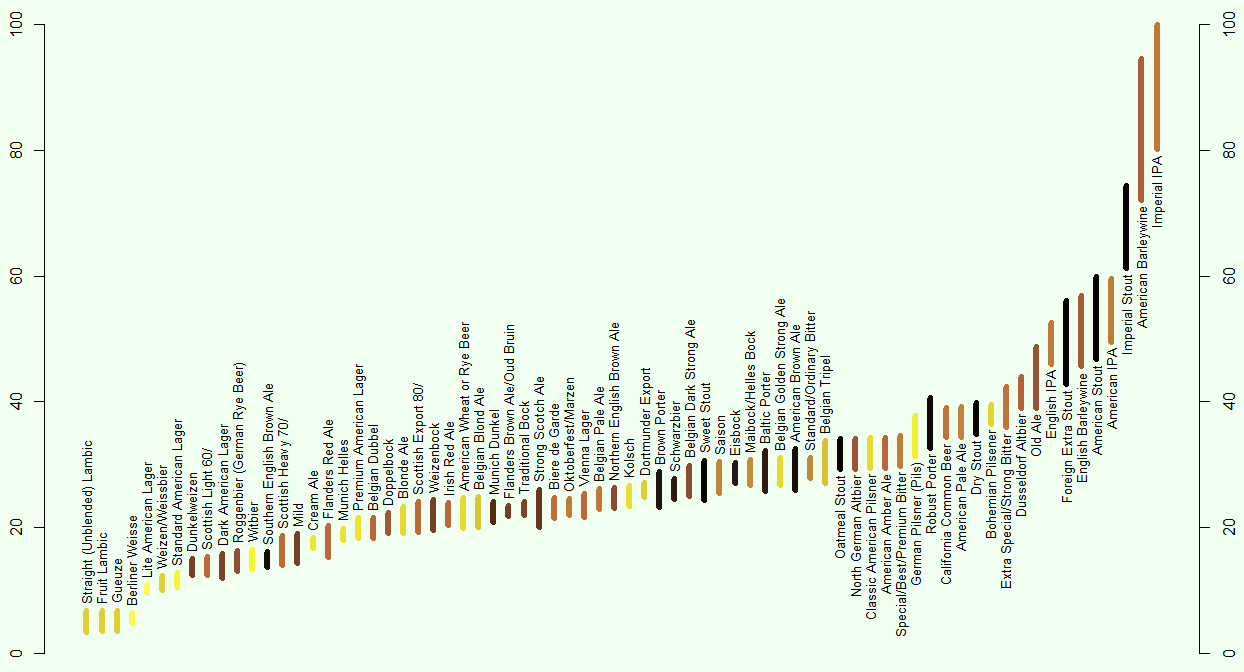 100
80
60
40
20
0
Straight (Unblended) Lambic
Fruit Lambic
Gueuze
Berliner Weisse
Lite American Lager
Weizen/Weissbier
Standard American Lager
Dunkelweizen
Scottish Light 60/
Dark American Lager
Roggenbier (German Rye Beer)
Witbier
Southern English Brown Ale
Scottish Heavy 70/
Mild
Cream Ale
Flanders Red Ale
Munich Helles
Premium American Lager
Belgian Dubbel
Doppelbock
Blonde Ale
Scottish Export 80/
Weizenbock
Irish Red Ale
American Wheat or Rye Beer
Belgian Blond Ale
Munich Dunkel
Flanders Brown Ale/Oud Bruin
Traditional Bock
Strong Scotch Ale
Biere de Garde
Oktoberfest/Marzen
Vienna Lager
Belgian Pale Ale
Northern English Brown Ale
Kolsch
Dortmunder Export
Brown Porter
Schwarzbier
Belgian Dark Strong Ale
Sweet Stout
Saison
Eisbock
Maibock/Helles Bock
Baltic Porter
Belgian Golden Strong Ale
American Brown Ale
Standard/Ordinary Bitter
Belgian Tripel
Oatmeal Stout
North German Altbier
Classic American Pilsner
American Amber Ale
Special/Best/Premium Bitter
German Pilsner (Pils)
Robust Porter
California Common Beer
American Pale Ale
Dry Stout
Bohemian Pilsener
Extra Special/Strong Bitter
Dusseldorf Altbier
Old Ale
English IPA
Foreign Extra Stout
English Barleywine
American Stout
American IPA
Imperial Stout
American Barleywine
Imperial IPA
100
80
60
40
20
0